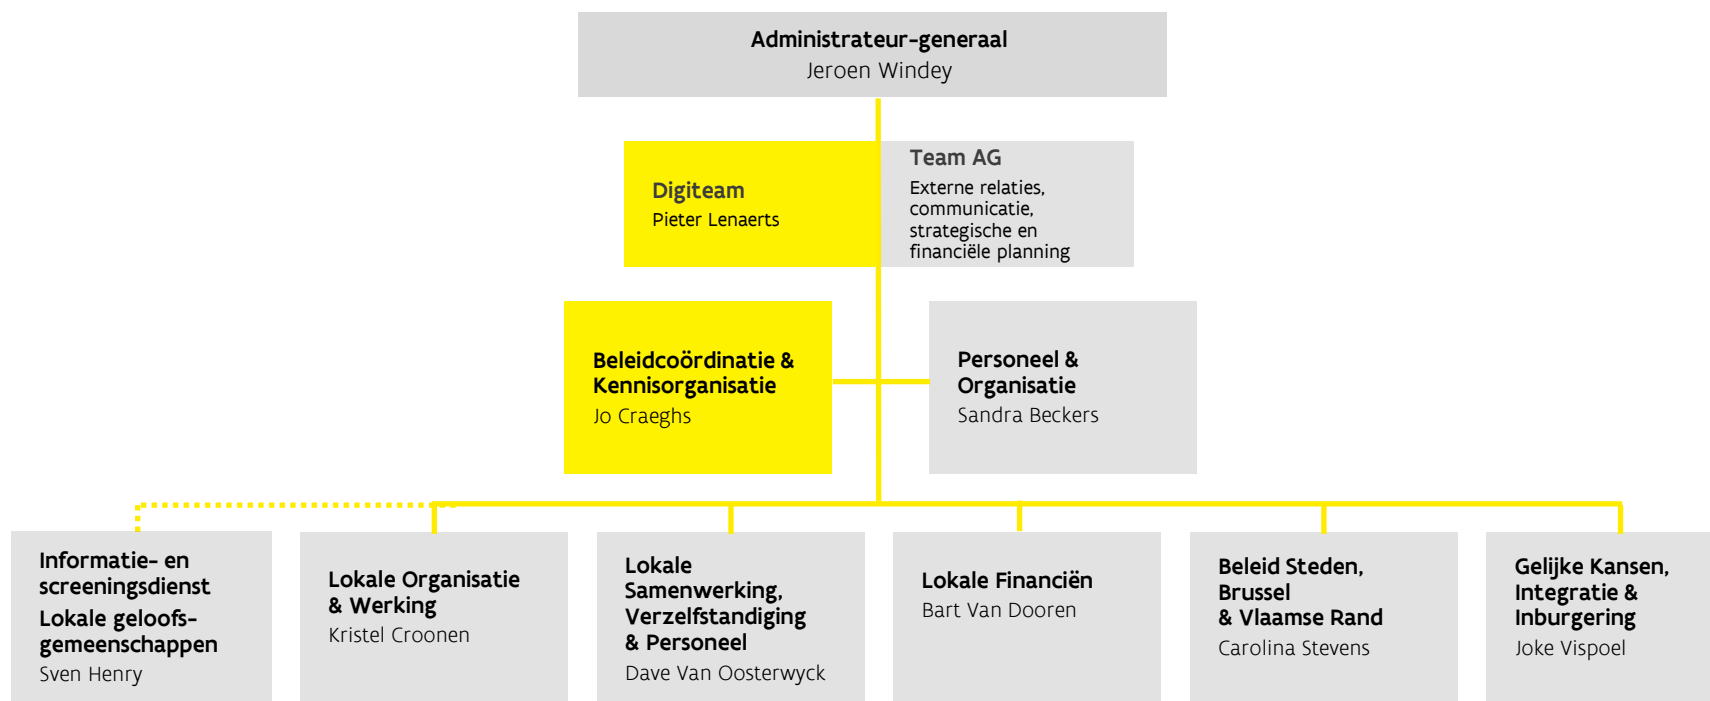 Administrateur-generaal
Jeroen Windey
Digiteam
Pieter Lenaerts
Team AG
Externe relaties,
communicatie,
strategische en
financiële planning
Beleidcoördinatie &
Kennisorganisatie
Jo Craeghs
Personeel &
Organisatie
Sandra Beckers
Informatie- en
screeningsdienst
Lokale geloofs-
gemeenschappen
Sven Henry
Lokale Organisatie
& Werking
Kristel Croonen
Lokale
Samenwerking,
Verzelfstandiging
& Personeel
Dave Van Oosterwyck
Lokale Financiën
Bart Van Dooren
Beleid Steden,
Brussel
& Vlaamse Rand
Carolina Stevens
Gelijke Kansen,
Integratie &
Inburgering
Joke Vispoel